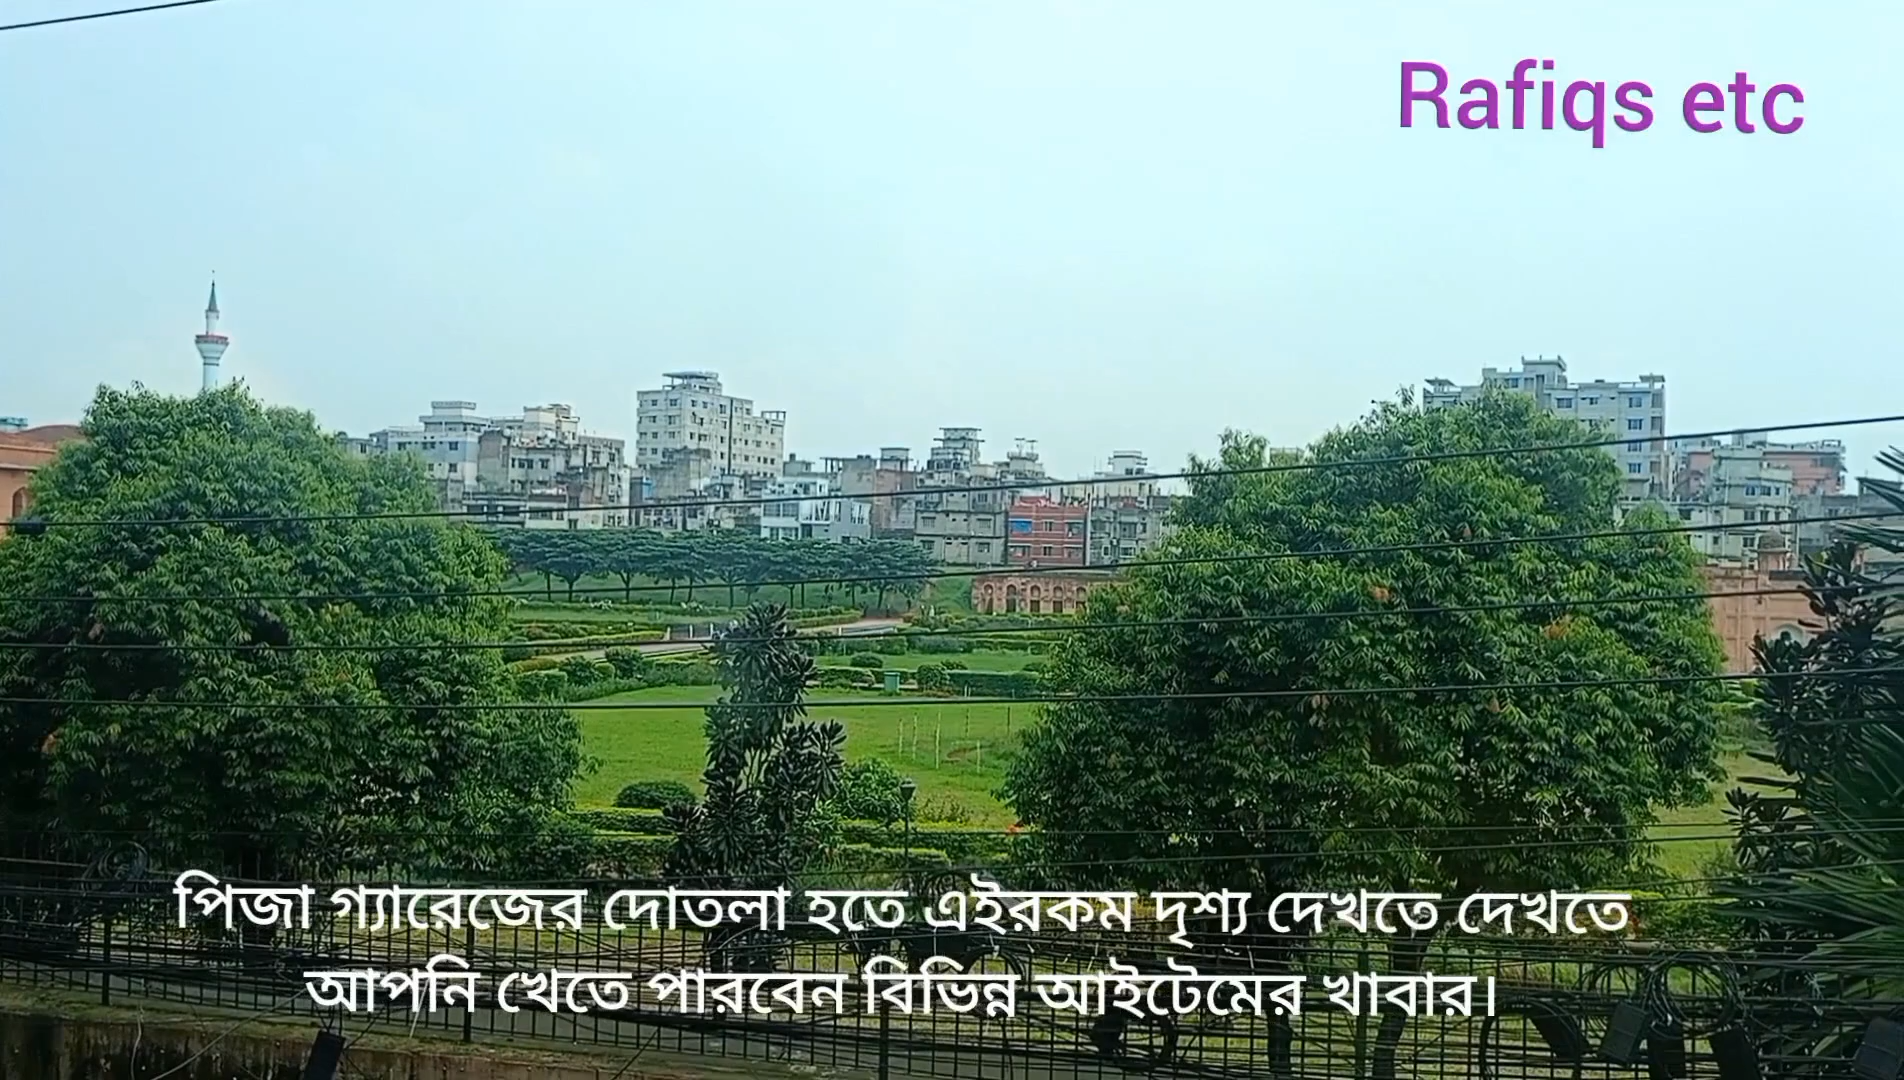 Rafiqs etc
পিজা গ্যারেজের দোতলা হতে এইরকম দৃশ্য দেখতে দেখতে
আপনি খেতে পারবেন বিভিন্ন আইটেমের খাবার।